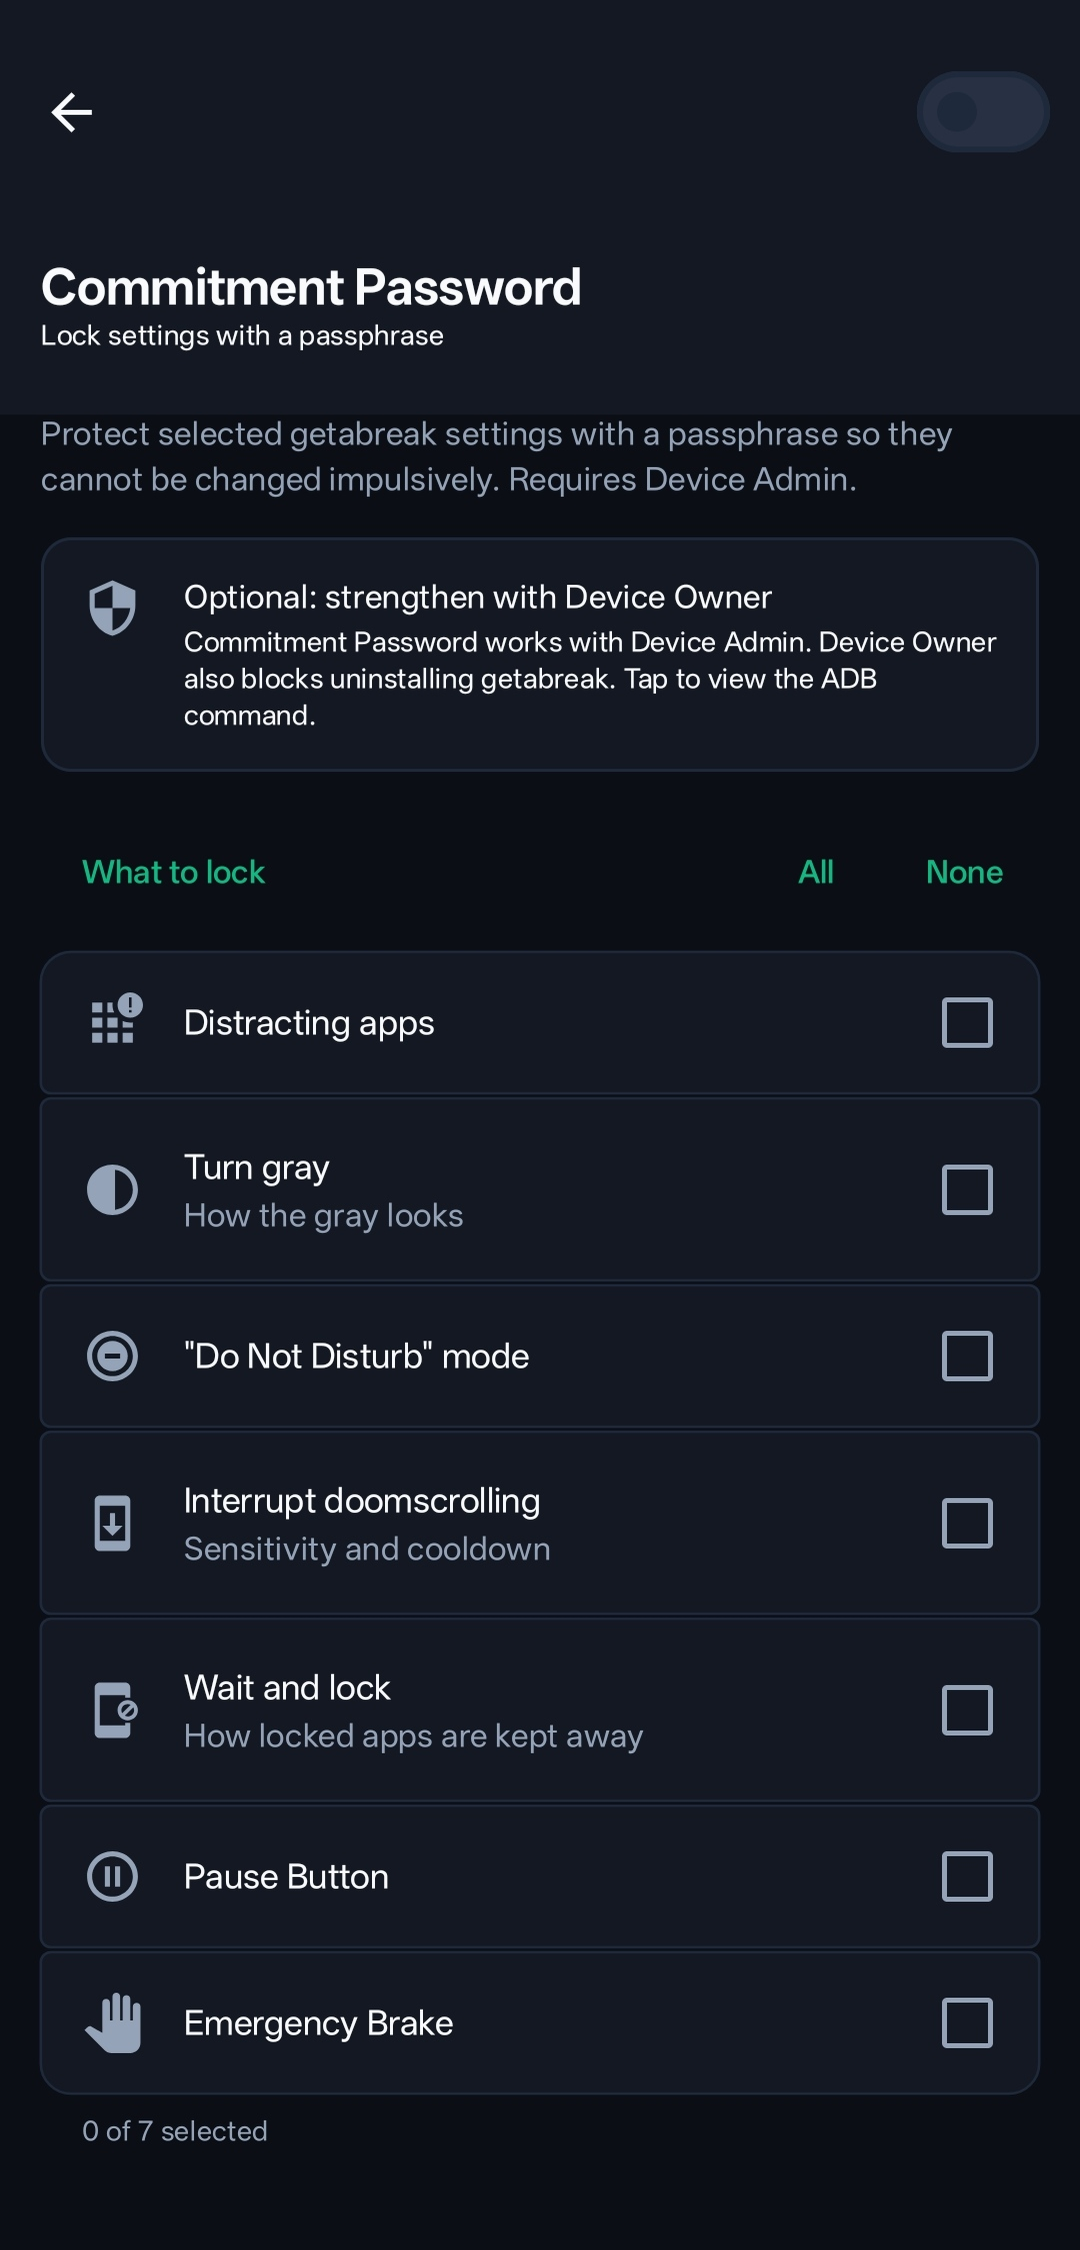 Commitment Password
Lock settings with a passphrase
Protect selected getabreak settings with a passphrase so they
cannot be changed impulsively. Requires Device Admin.
Optional: strengthen with Device Owner
Commitment Password works with Device Admin. Device Owner
also blocks uninstalling getabreak. Tap to view the ADB
command.
What to lock
All
None
Distracting apps
Turn gray
How the gray looks
"Do Not Disturb" mode
Interrupt doomscrolling
Sensitivity and cooldown
Wait and lock
How locked apps are kept away
Pause Button
Emergency Brake
0 of 7 selected